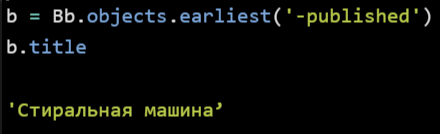 b = Bb.objects.earliest('-published')
b.title
'Стиральная машина’